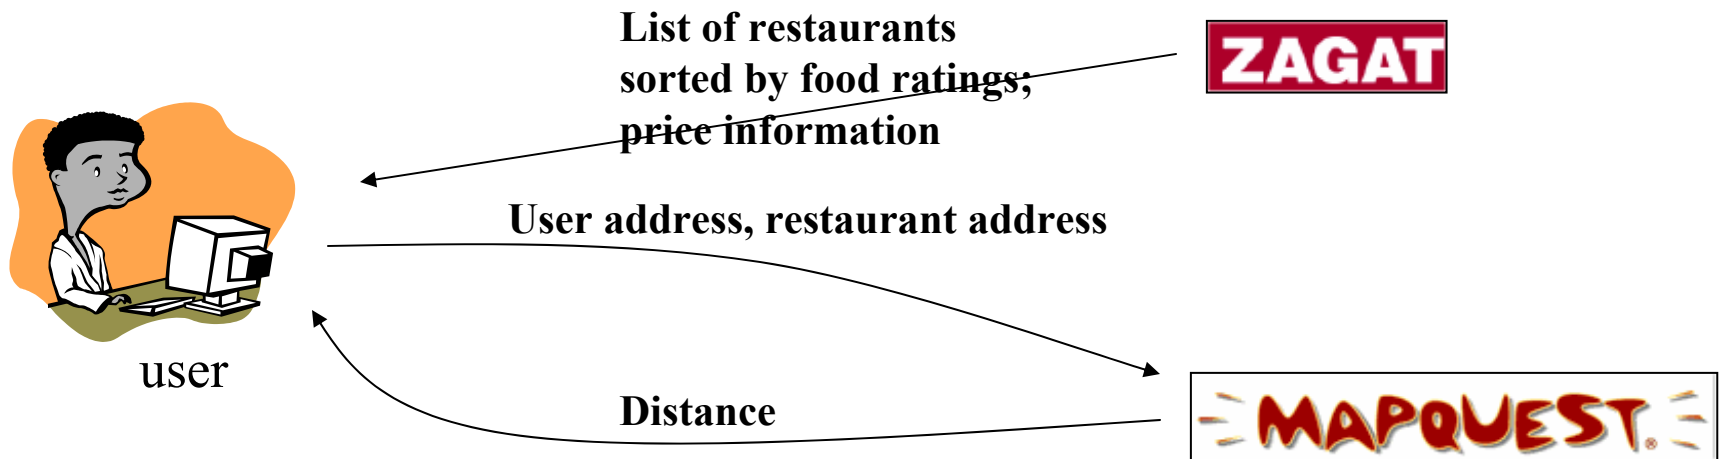 List of restaurants
sorted by food ratings;
price information
ZAGAT
User address, restaurant address
user
Distance
MAPQUEST.®